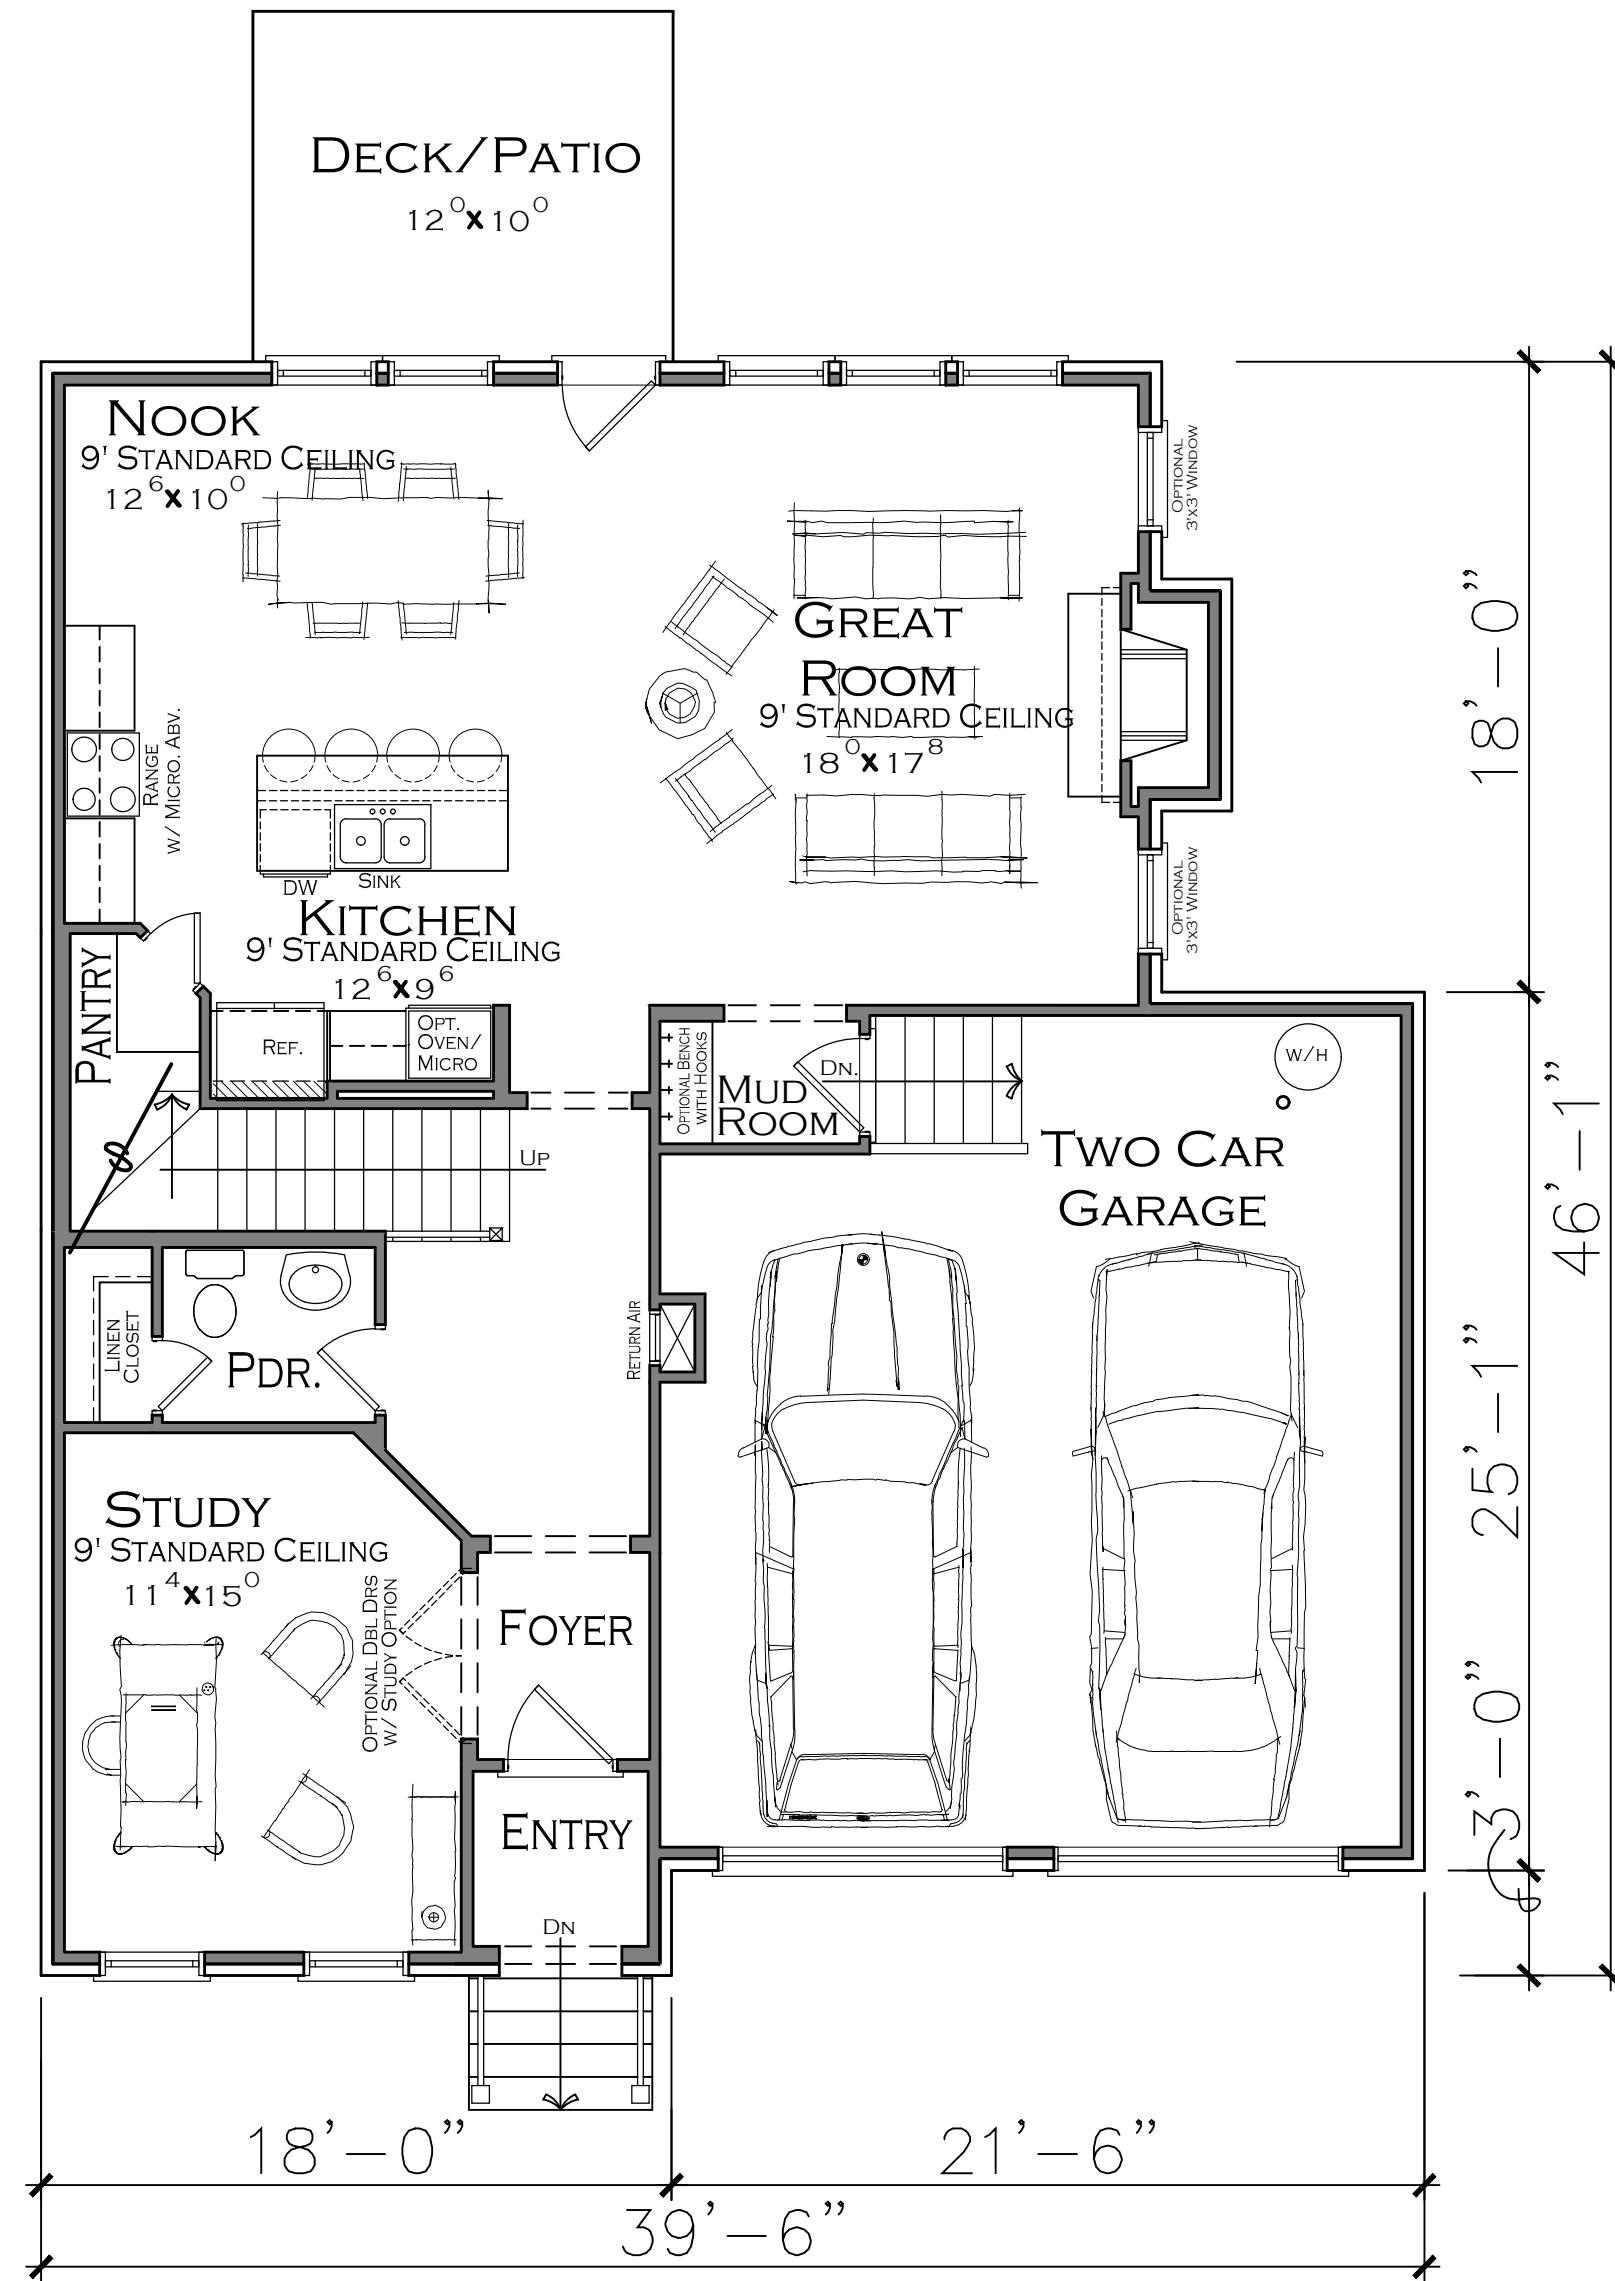 DECK/PATIO
12⁰x10⁰
NOOK
9' STANDARD CEILING
12⁶x10⁰
OPTIONAL
3'X3' WINDOW
GREAT
ROOM
9' STANDARD CEILING
18⁰x17⁸
18'-0"
RANGE
W/ MICRO. ABV.
DW
SINK
KITCHEN
9' STANDARD CEILING
12⁶x9⁶
OPTIONAL
3'X3' WINDOW
PANTRY
REF.
OPT.
OVEN/
MICRO
OPTIONAL BENCH
WITH HOOKS
MUD
ROOM
DN.
W/H
TWO CAR
GARAGE
UP
46'-1"
LINEN
CLOSET
PDR.
RETURN AIR
25'-1"
STUDY
9' STANDARD CEILING
11⁴x15⁰
OPTIONAL DBL DRS
W/ STUDY OPTION
FOYER
ENTRY
3'-0"
DN
18'-0"
21'-6"
39'-6"